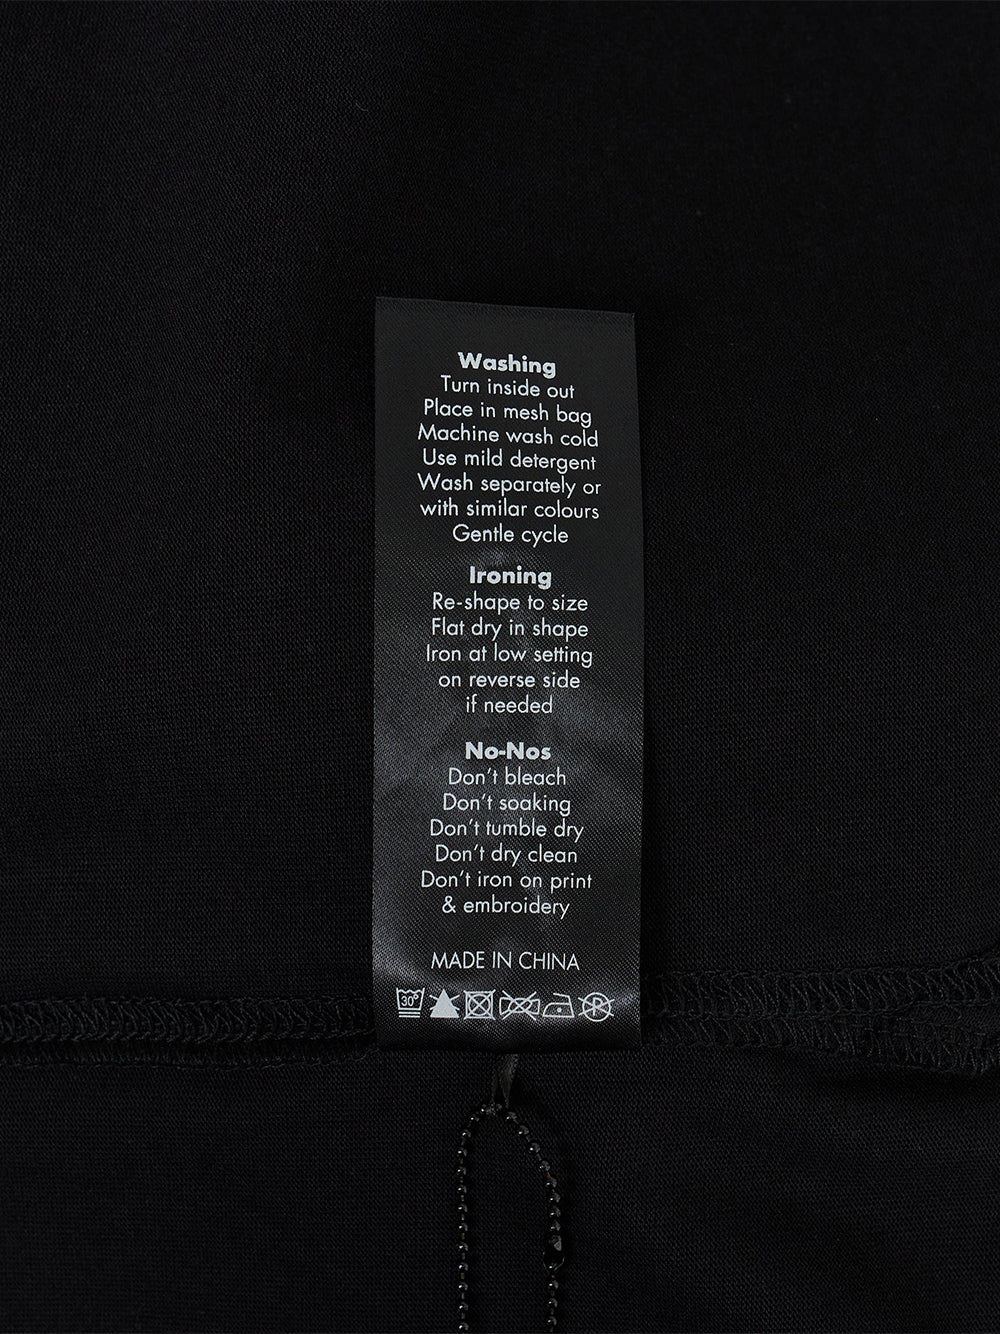 Washing
Turn inside out
Place in mesh bag
Machine wash cold
Use mild detergent
Wash separately or
with similar colours
Gentle cycle
Ironing
Re-shape to size
Flat dry in shape
Iron at low setting
on reverse side
if needed
No-Nos
Don't bleach
Don't soaking
Don't tumble dry
Don't dry clean
Don't iron on print
& embroidery
MADE IN CHINA
30° P